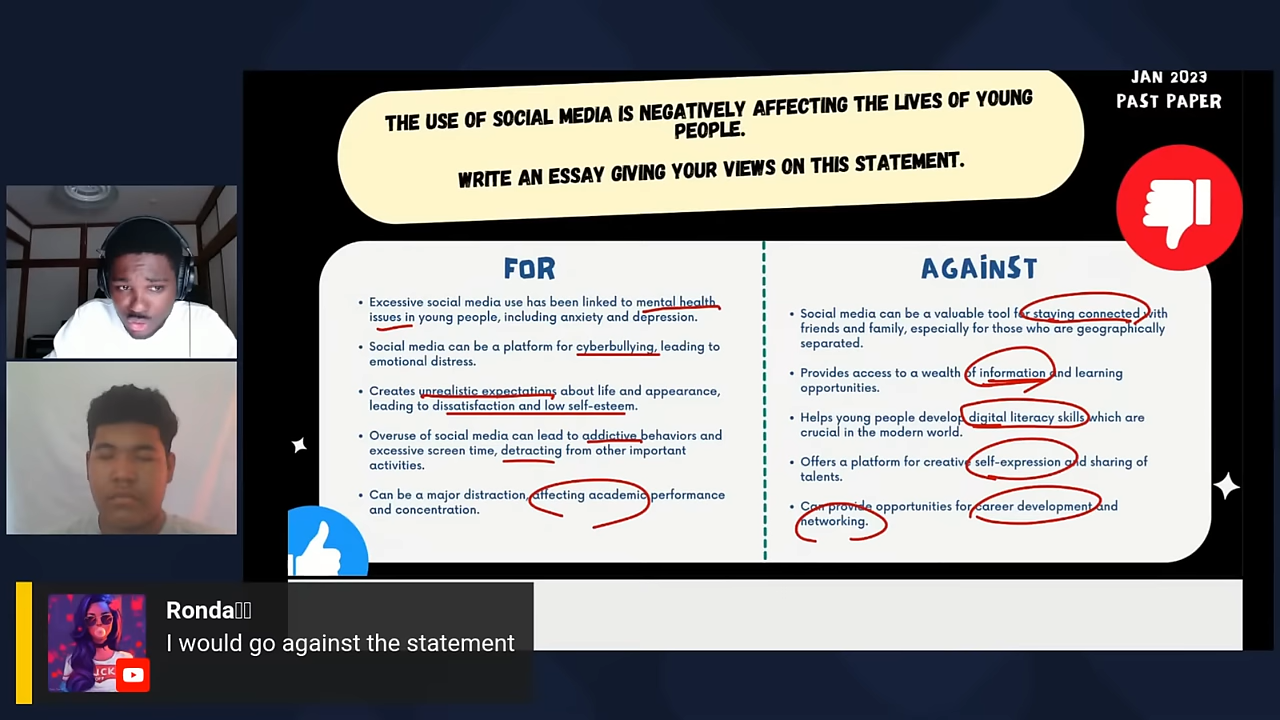 JAN 2023
PAST PAPER
THE USE OF SOCIAL MEDIA IS NEGATIVELY AFFECTING THE LIVES OF YOUNG
PEOPLE.
WRITE AN ESSAY GIVING YOUR VIEWS ON THIS STATEMENT.
FOR
• Excessive social media use has been linked to mental health
issues in young people, including anxiety and depression.
• Social media can be a platform for cyberbullying, leading to
emotional distress.
• Creates unrealistic expectations about life and appearance,
leading to dissatisfaction and low self-esteem.
• Overuse of social media can lead to addictive behaviors and
excessive screen time, detracting from other important
activities.
• Can be a major distraction, affecting academic performance
and concentration.
AGAINST
• Social media can be a valuable tool for staying connected with
friends and family, especially for those who are geographically
separated.
• Provides access to a wealth of information and learning
opportunities.
• Helps young people develop digital literacy skills which are
crucial in the modern world.
• Offers a platform for creative self-expression and sharing of
talents.
• Can provide opportunities for career development and
networking.
Ronda
I would go against the statement